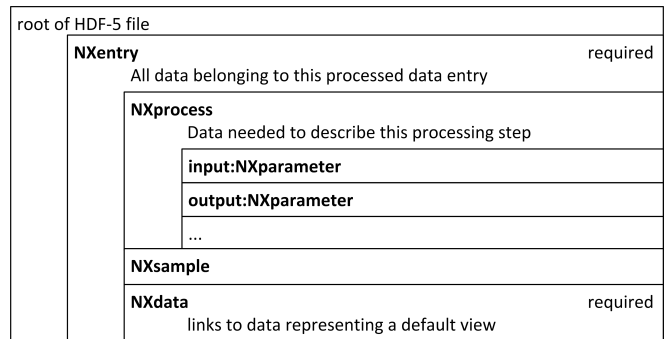 root of HDF-5 file
NXentry required
All data belonging to this processed data entry
NXprocess
Data needed to describe this processing step
input:NXparameter
output:NXparameter
...
NXsample
NXdata required
links to data representing a default view